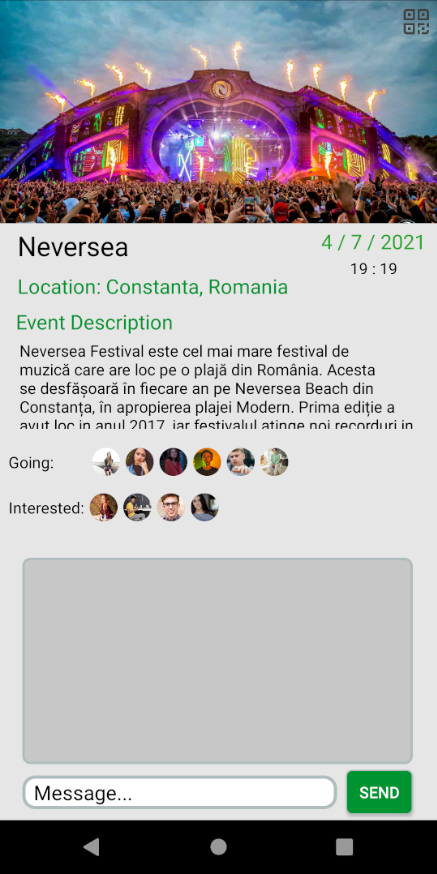 Neversea
4 / 7 / 2021
19 : 19
Location: Constanta, Romania
Event Description
Neversea Festival este cel mai mare festival de
muzică care are loc pe o plajă din România. Acesta
se desfășoară în fiecare an pe Neversea Beach din
Constanța, în apropierea plajei Modern. Prima ediție a
avut loc in anul 2017, iar festivalul atinge noi recorduri in
Going:
Interested:
Message...
SEND